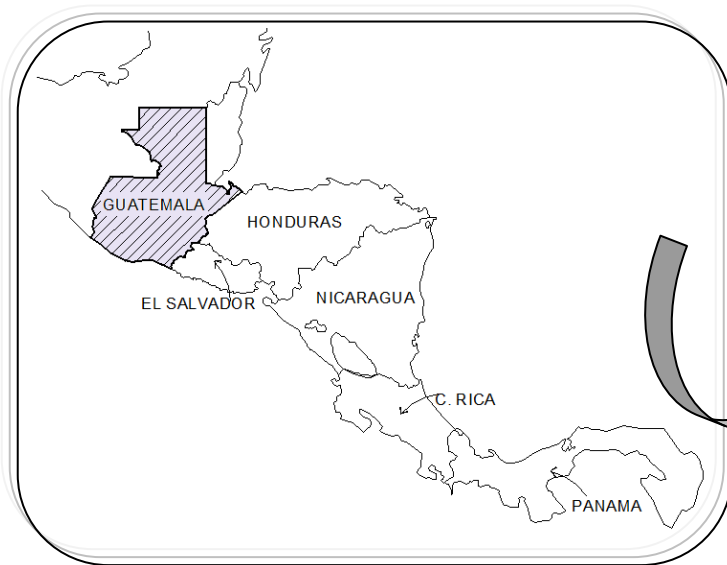 GUATEMALA
HONDURAS
EL SALVADOR
NICARAGUA
C. RICA
PANAMA